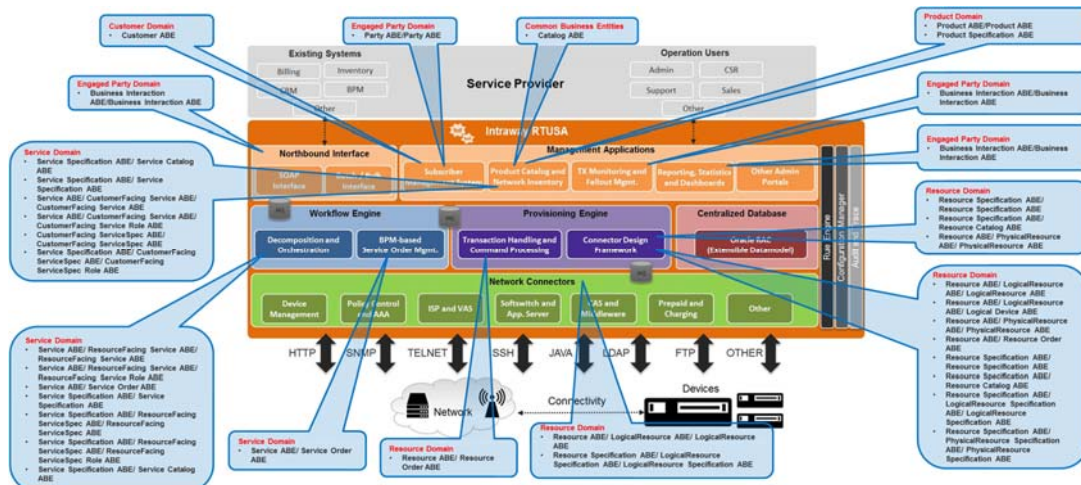 Customer Domain
• Customer ABE
Engaged Party Domain
• Party ABE/Party ABE
Common Business Entities
• Catalog ABE
Product Domain
• Product ABE/Product ABE
• Product Specification ABE
Existing Systems
Billing
Inventory
CRM
BPM
Other
Service Provider
Operation Users
Admin
CSR
Support
Sales
Other
Engaged Party Domain
• Business Interaction
ABE/Business Interaction ABE
Engaged Party Domain
• Business Interaction ABE/Business
Interaction ABE
Engaged Party Domain
• Business Interaction ABE/Business
Interaction ABE
Intraway RTUSA
Northbound Interface
SOAP
Interface
Interface
Management Applications
Subscriber
Management System
Product Catalog and
Network Inventory
TX Monitoring and
Fallout Mgmt.
Reporting, Statistics
and Dashboards
Other Admin
Portals
Rule Engine
Configuration Manager
Audit and Trace
Service Domain
• Service Specification ABE/ Service Catalog
ABE
• Service Specification ABE/ Service
Specification ABE
• Service ABE/ CustomerFacing Service ABE/
CustomerFacing Service ABE
• Service ABE/ CustomerFacing Service ABE/
CustomerFacing Service Role ABE
• CustomerFacing ServiceSpec ABE/
CustomerFacing ServiceSpec ABE
• Service Specification ABE/ CustomerFacing
ServiceSpec ABE/ CustomerFacing
ServiceSpec Role ABE
Workflow Engine
Decomposition and
Orchestration
BPM-based
Service Order Mgmt.
Provisioning Engine
Transaction Handling and
Command Processing
Connector Design
Framework
Centralized Database
Oracle RAC
(Extensible Datamodel)
Resource Domain
• Resource Specification ABE/
Resource Specification ABE
• Resource Specification ABE/
Resource Catalog ABE
• Resource ABE/ PhysicalResource
ABE/ PhysicalResource ABE
Network Connectors
Device
Management
Policy Control
and AAA
ISP and VAS
Softswitch and
App. Server
CAS and
Middleware
Prepaid and
Charging
Other
HTTP
SNMP
TELNET
SSH
JAVA
LDAP
FTP
OTHER
Service Domain
• Service ABE/ ResourceFacing Service ABE/
ResourceFacing Service ABE
• Service ABE/ ResourceFacing Service ABE/
ResourceFacing Service Role ABE
• Service ABE/ Service Order ABE
• Service Specification ABE/ Service
Specification ABE
• Service Specification ABE/ ResourceFacing
ServiceSpec ABE/ ResourceFacing
ServiceSpec ABE
• Service Specification ABE/ ResourceFacing
ServiceSpec ABE/ ResourceFacing
ServiceSpec Role ABE
• Service Specification ABE/ Service Catalog
ABE
Resource Domain
• Resource ABE/ LogicalResource
ABE/ LogicalResource ABE
• Resource ABE/ LogicalResource
ABE/ Logical Device ABE
• Resource ABE/ PhysicalResource
ABE/ PhysicalResource ABE
• Resource ABE/ Resource Order
ABE
• Resource Specification ABE/
Resource Specification ABE
• Resource Specification ABE/
Resource Catalog ABE
• Resource Specification ABE/
LogicalResource Specification
ABE/ LogicalResource
Specification ABE
• Resource Specification ABE/
PhysicalResource Specification
ABE/ PhysicalResource
Specification ABE
Network
Connectivity
Devices
Service Domain
• Service ABE/ Service Order
ABE
Resource Domain
• Resource ABE/ Resource
Order ABE
Resource Domain
• Resource ABE/ LogicalResource ABE/ LogicalResource
ABE
• Resource Specification ABE/ LogicalResource
Specification ABE/ LogicalResource Specification ABE